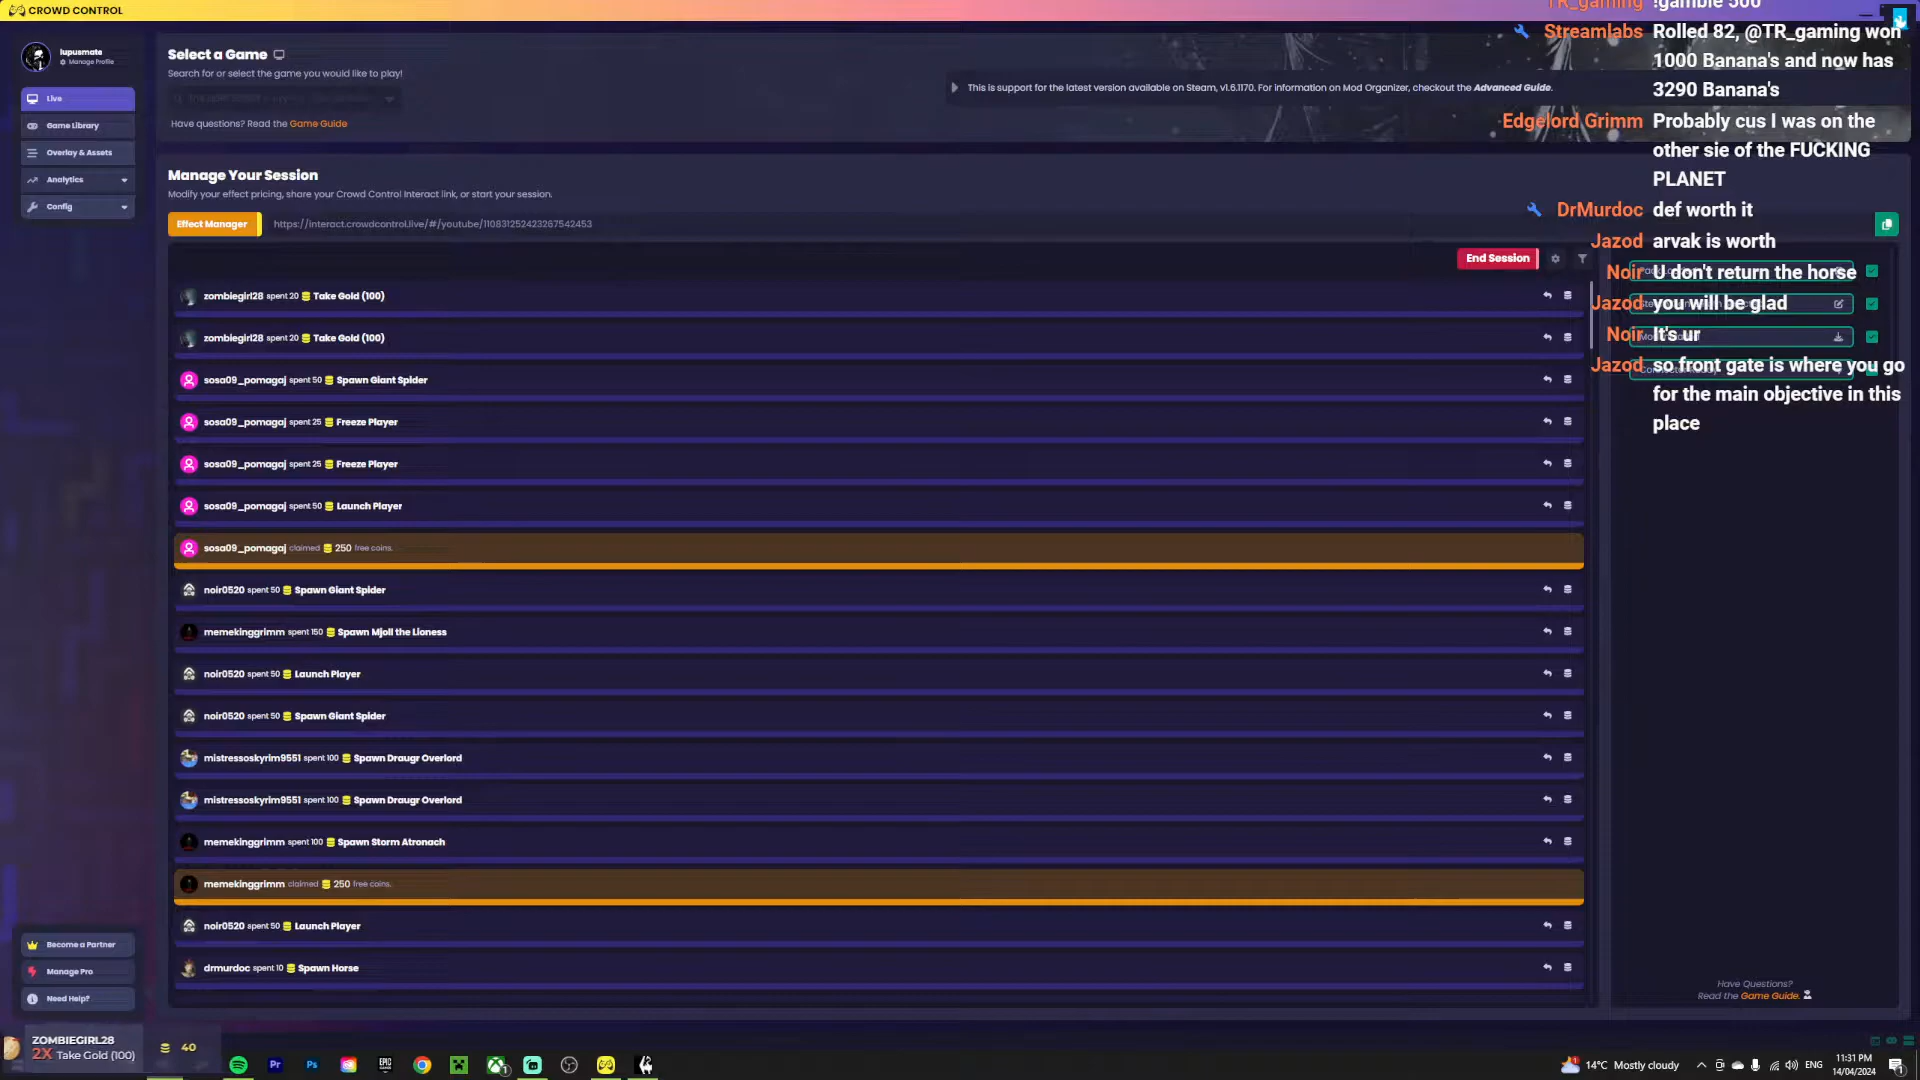 CROWD CONTROL
lupusmate
Manage Profile
Live
Game Library
Overlay & Assets
Analytics
Config
Select a Game
Search for or select the game you would like to play!
Have questions? Read the Game Guide
This is support for the latest version available on Steam, v1.6.1170. For information on Mod Organizer, checkout the Advanced Guide.
Manage Your Session
Modify your effect pricing, share your Crowd Control Interact link, or start your session.
Effect Manager
https://interact.crowdcontrol.live/#/youtube/110831252423267542453
End Session
zombiegirl28 spent 20 Take Gold (100)
zombiegirl28 spent 20 Take Gold (100)
sosa09_pomagaj spent 50 Spawn Giant Spider
sosa09_pomagaj spent 25 Freeze Player
sosa09_pomagaj spent 25 Freeze Player
sosa09_pomagaj spent 50 Launch Player
sosa09_pomagaj claimed 250 free coins.
noir0520 spent 50 Spawn Giant Spider
memekinggrimm spent 150 Spawn Mjoll the Lioness
noir0520 spent 50 Launch Player
noir0520 spent 50 Spawn Giant Spider
mistressoskyrim9551 spent 100 Spawn Draugr Overlord
mistressoskyrim9551 spent 100 Spawn Draugr Overlord
memekinggrimm spent 100 Spawn Storm Atronach
memekinggrimm claimed 250 free coins.
noir0520 spent 50 Launch Player
drmurdoc spent 10 Spawn Horse
TR_gaming !gamble 500
Streamlabs Rolled 82, @TR_gaming won
1000 Banana's and now has
3290 Banana's
Edgelord Grimm Probably cus I was on the
other sie of the FUCKING
PLANET
DrMurdoc def worth it
Jazod arvak is worth
Noir U don't return the horse
Jazod you will be glad
Noir It's ur
Jazod so front gate is where you go
for the main objective in this
place
Have Questions?
Read the Game Guide.
Become a Partner
Manage Pro
Need Help?
ZOMBIEGIRL28
2X Take Gold (100)
40
14°C Mostly cloudy
ENG
11:31 PM
14/04/2024